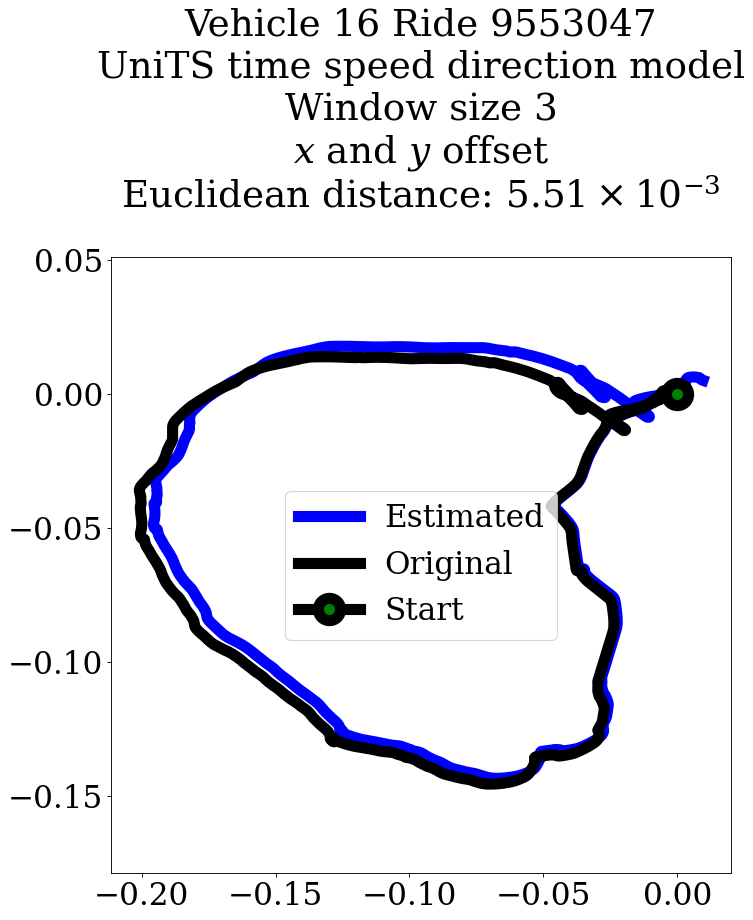 Vehicle 16 Ride 9553047
UniTS time speed direction model
Window size 3
x and y offset
Euclidean distance: 5.51 × 10⁻³
0.05
0.00
−0.05
−0.10
−0.15
Estimated
Original
Start
−0.20 −0.15 −0.10 −0.05 0.00